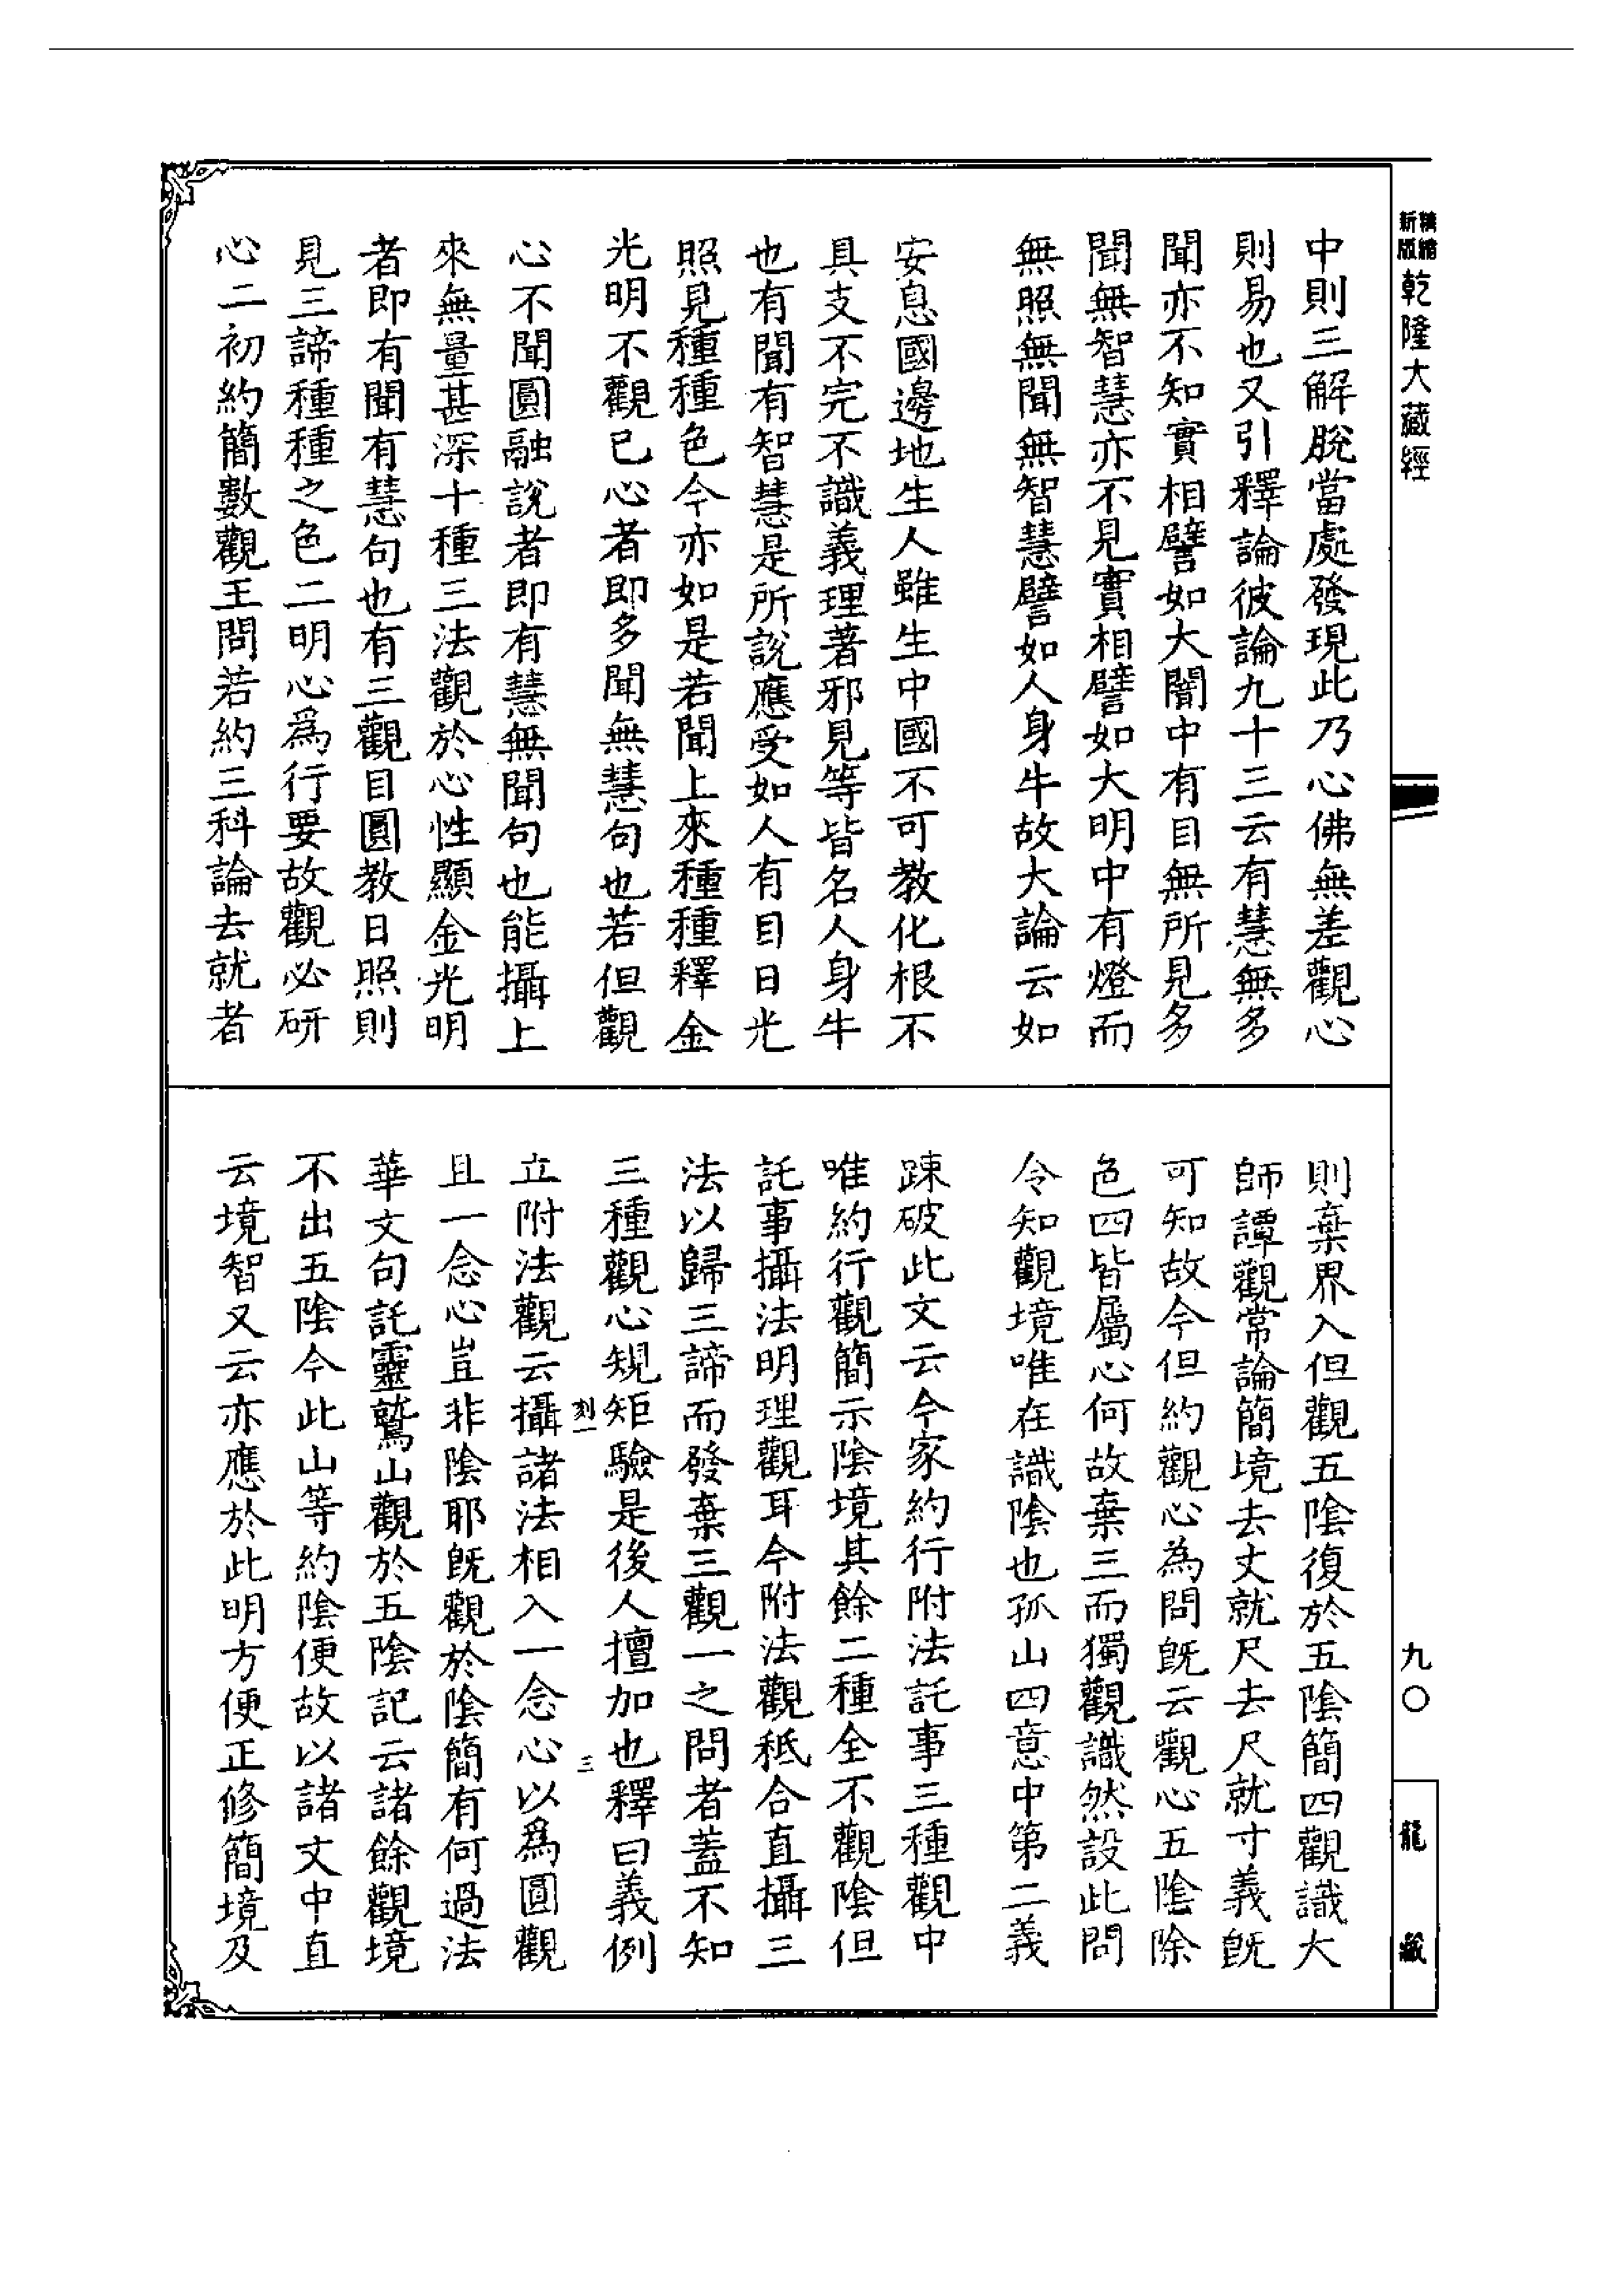 精縮
新版
乾隆大藏經
九〇
龍藏
中則三解脫當處發現此乃心佛無差觀心
則易也又引釋論彼論九十三云有慧無多
聞亦不知實相譬如大闇中有目無所見多
聞無智慧亦不見實相譬如大明中有燈而
無照無聞無智慧譬如人身牛故大論云如
安息國邊地生人雖生中國不可教化根不
具支不完不識義理著邪見等皆名人身牛
也有聞有智慧是所說應受如人有目日光
照見種種色今亦如是若聞上來種種釋金
光明不觀己心者即多聞無慧句也若但觀
心不聞圓融說者即有慧無聞句也能攝上
來無量甚深十種三法觀於心性顯金光明
者即有聞有慧句也有三觀目圓教日照則
見三諦種種之色二明心爲行要故觀必研
心二初約簡數觀王問若約三科論去就者
則棄界入但觀五陰復於五陰簡四觀識大
師譚觀常論簡境去丈就尺去尺就寸義既
可知故今但約觀心為問既云觀心五陰除
色四皆屬心何故棄三而獨觀識然設此問
令知觀境唯在識陰也孤山四意中第二義
踈破此文云今家約行附法託事三種觀中
唯約行觀簡示陰境其餘二種全不觀陰但
託事攝法明理觀耳今附法觀秖合直攝三
法以歸三諦而發棄三觀一之問者蓋不知
三種觀心規矩驗是後人擅加也釋曰義例
刻一
三
立附法觀云攝諸法相入一念心以爲圓觀
且一念心豈非陰耶既觀於陰簡有何過法
華文句託靈鷲山觀於五陰記云諸餘觀境
不出五陰今此山等約陰便故以諸文中直
云境智又云亦應於此明方便正修簡境及